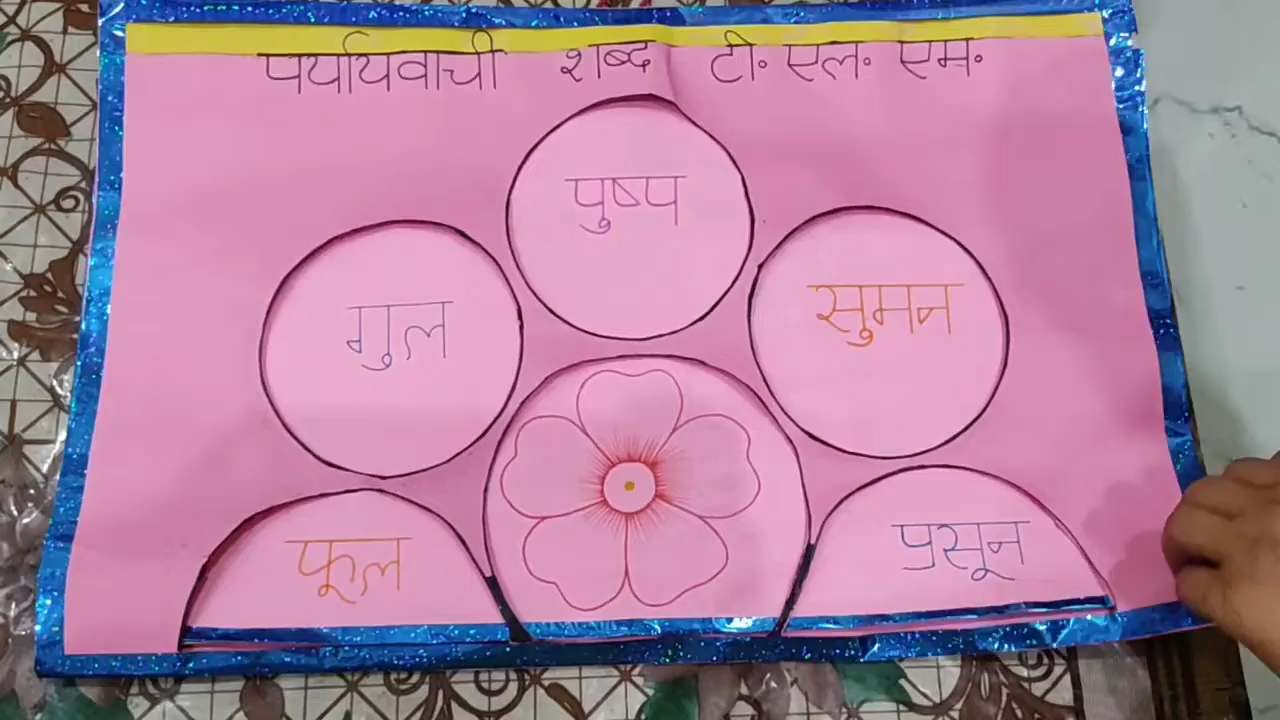 पर्यायवाची शब्द टी. एल. एम.
पुष्प
गुल
सुमन
फूल
प्रसून